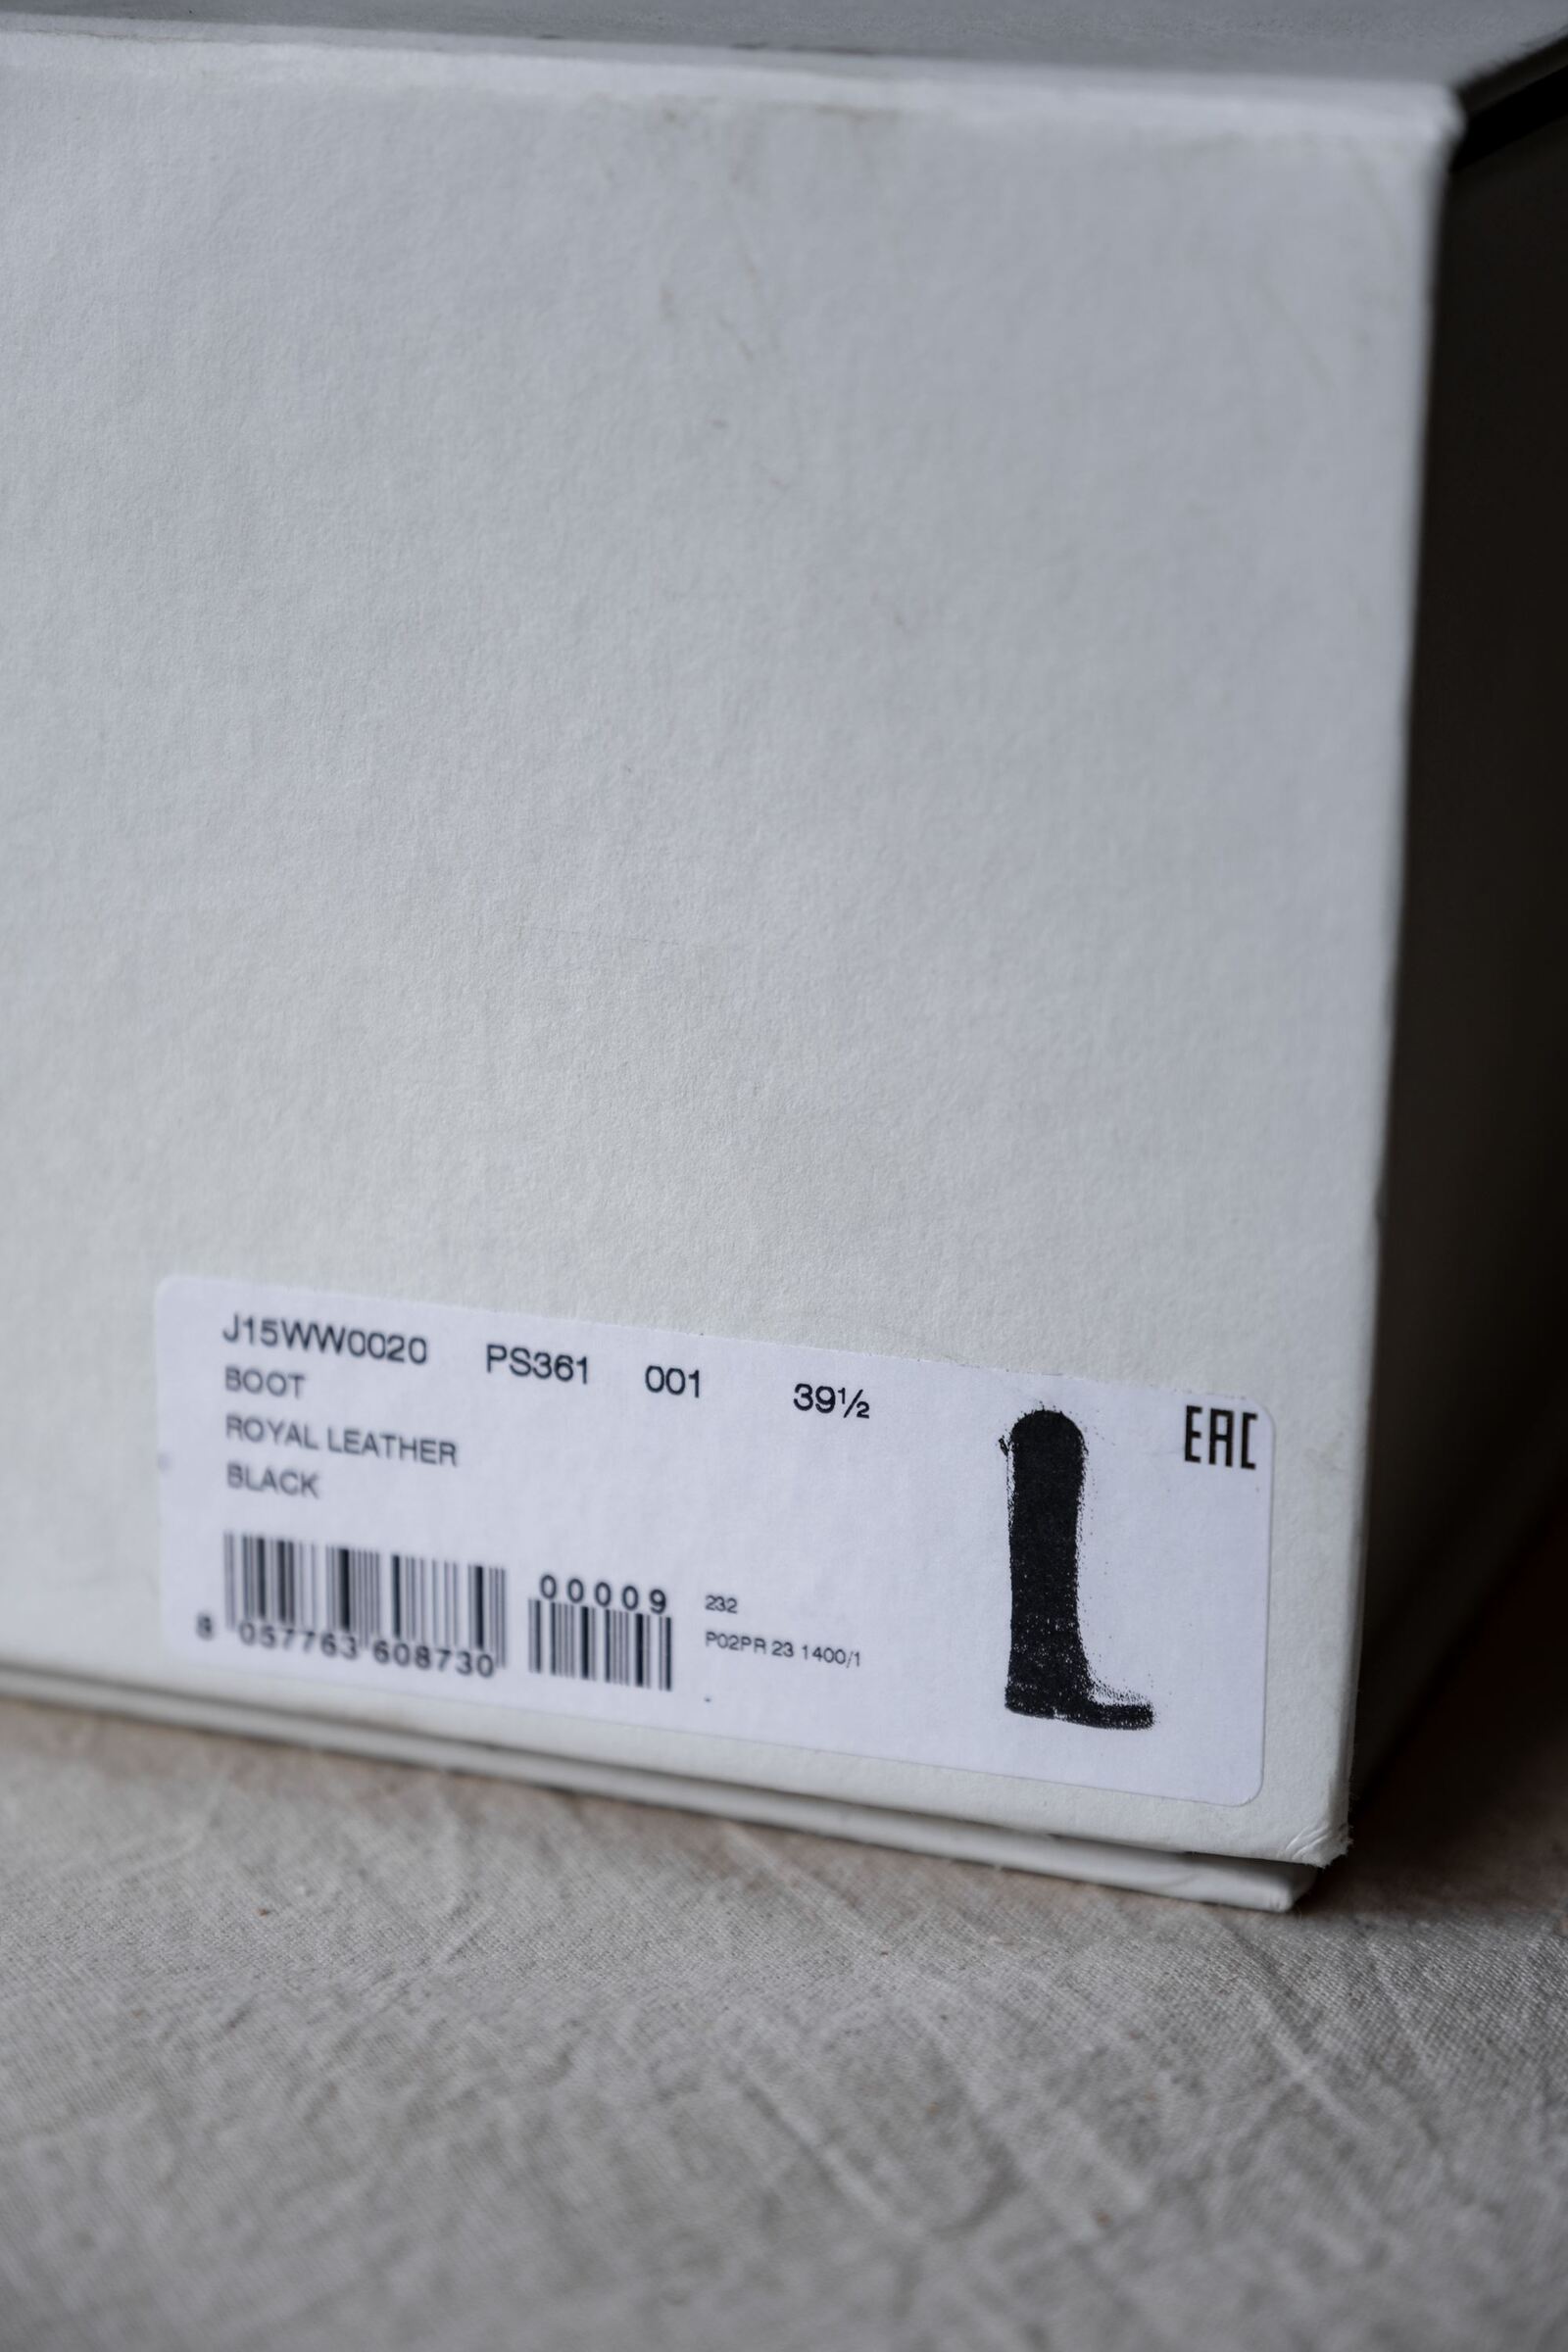 J15WW0020 PS361 001 39½
BOOT
ROYAL LEATHER
BLACK
EAC
00009
8 057763 608730
232
P02PR 23 1400/1